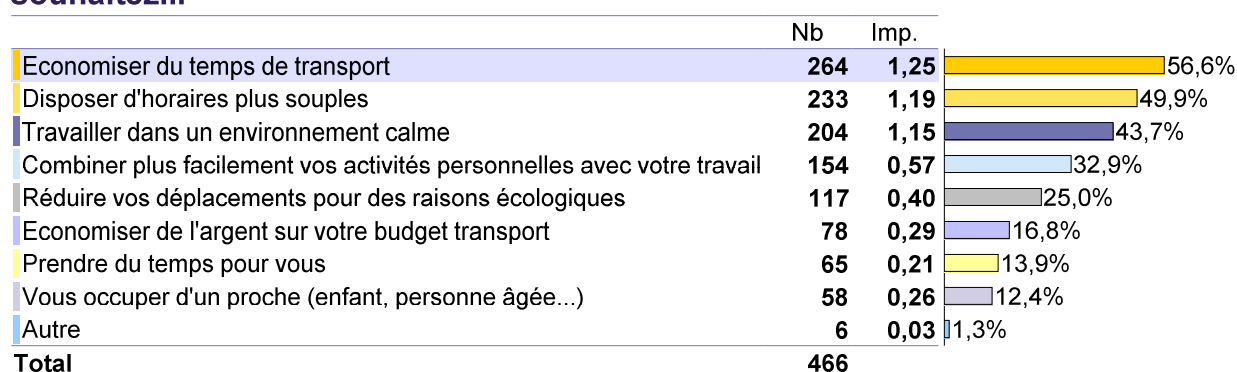 souhaitez...
Nb Imp.
Economiser du temps de transport 264 1,25 56,6%
Disposer d'horaires plus souples 233 1,19 49,9%
Travailler dans un environnement calme 204 1,15 43,7%
Combiner plus facilement vos activités personnelles avec votre travail 154 0,57 32,9%
Réduire vos déplacements pour des raisons écologiques 117 0,40 25,0%
Economiser de l'argent sur votre budget transport 78 0,29 16,8%
Prendre du temps pour vous 65 0,21 13,9%
Vous occuper d'un proche (enfant, personne âgée...) 58 0,26 12,4%
Autre 6 0,03 1,3%
Total 466